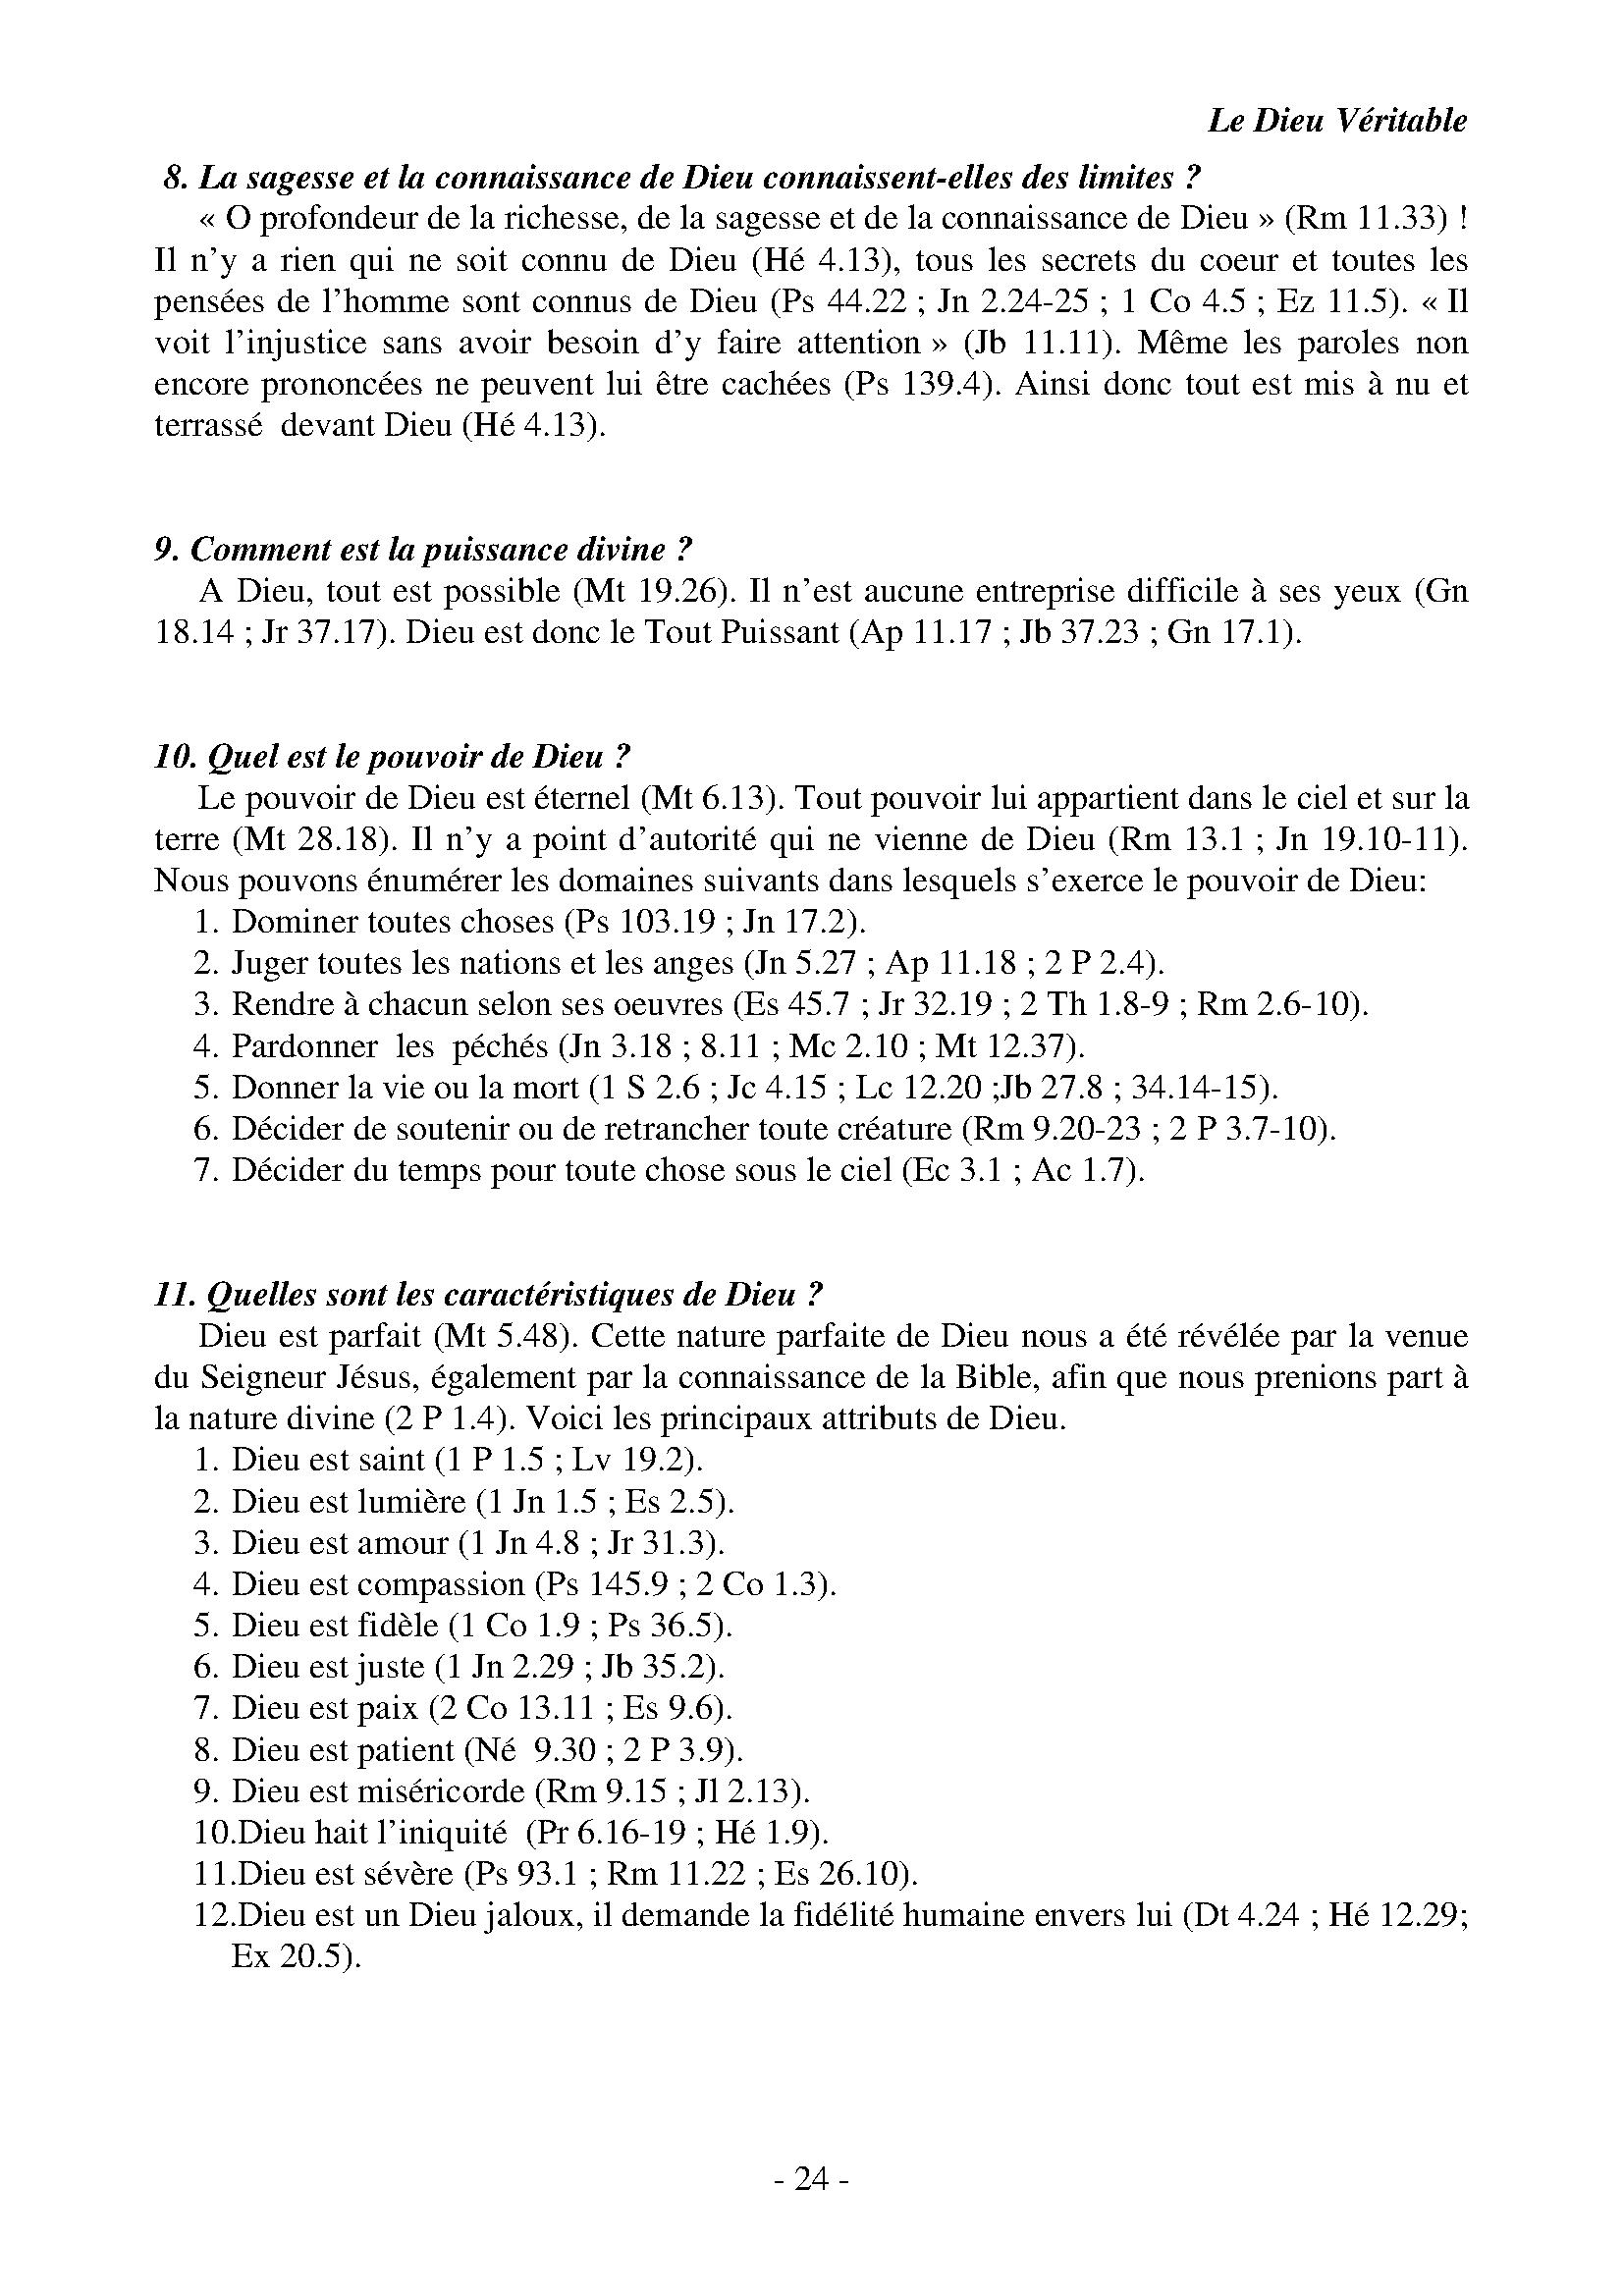 Le Dieu Véritable
8. La sagesse et la connaissance de Dieu connaissent-elles des limites ?
« O profondeur de la richesse, de la sagesse et de la connaissance de Dieu » (Rm 11.33) !
Il n’y a rien qui ne soit connu de Dieu (Hé 4.13), tous les secrets du coeur et toutes les
pensées de l’homme sont connus de Dieu (Ps 44.22 ; Jn 2.24-25 ; 1 Co 4.5 ; Ez 11.5). « Il
voit l’injustice sans avoir besoin d’y faire attention » (Jb 11.11). Même les paroles non
encore prononcées ne peuvent lui être cachées (Ps 139.4). Ainsi donc tout est mis à nu et
terrassé  devant Dieu (Hé 4.13).
9. Comment est la puissance divine ?
A Dieu, tout est possible (Mt 19.26). Il n’est aucune entreprise difficile à ses yeux (Gn
18.14 ; Jr 37.17). Dieu est donc le Tout Puissant (Ap 11.17 ; Jb 37.23 ; Gn 17.1).
10. Quel est le pouvoir de Dieu ?
Le pouvoir de Dieu est éternel (Mt 6.13). Tout pouvoir lui appartient dans le ciel et sur la
terre (Mt 28.18). Il n’y a point d’autorité qui ne vienne de Dieu (Rm 13.1 ; Jn 19.10-11).
Nous pouvons énumérer les domaines suivants dans lesquels s’exerce le pouvoir de Dieu:
1. Dominer toutes choses (Ps 103.19 ; Jn 17.2).
2. Juger toutes les nations et les anges (Jn 5.27 ; Ap 11.18 ; 2 P 2.4).
3. Rendre à chacun selon ses oeuvres (Es 45.7 ; Jr 32.19 ; 2 Th 1.8-9 ; Rm 2.6-10).
4. Pardonner  les  péchés (Jn 3.18 ; 8.11 ; Mc 2.10 ; Mt 12.37).
5. Donner la vie ou la mort (1 S 2.6 ; Jc 4.15 ; Lc 12.20 ;Jb 27.8 ; 34.14-15).
6. Décider de soutenir ou de retrancher toute créature (Rm 9.20-23 ; 2 P 3.7-10).
7. Décider du temps pour toute chose sous le ciel (Ec 3.1 ; Ac 1.7).
11. Quelles sont les caractéristiques de Dieu ?
Dieu est parfait (Mt 5.48). Cette nature parfaite de Dieu nous a été révélée par la venue
du Seigneur Jésus, également par la connaissance de la Bible, afin que nous prenions part à
la nature divine (2 P 1.4). Voici les principaux attributs de Dieu.
1. Dieu est saint (1 P 1.5 ; Lv 19.2).
2. Dieu est lumière (1 Jn 1.5 ; Es 2.5).
3. Dieu est amour (1 Jn 4.8 ; Jr 31.3).
4. Dieu est compassion (Ps 145.9 ; 2 Co 1.3).
5. Dieu est fidèle (1 Co 1.9 ; Ps 36.5).
6. Dieu est juste (1 Jn 2.29 ; Jb 35.2).
7. Dieu est paix (2 Co 13.11 ; Es 9.6).
8. Dieu est patient (Né  9.30 ; 2 P 3.9).
9. Dieu est miséricorde (Rm 9.15 ; Jl 2.13).
10.Dieu hait l’iniquité  (Pr 6.16-19 ; Hé 1.9).
11.Dieu est sévère (Ps 93.1 ; Rm 11.22 ; Es 26.10).
12.Dieu est un Dieu jaloux, il demande la fidélité humaine envers lui (Dt 4.24 ; Hé 12.29;
Ex 20.5).
- 24 -